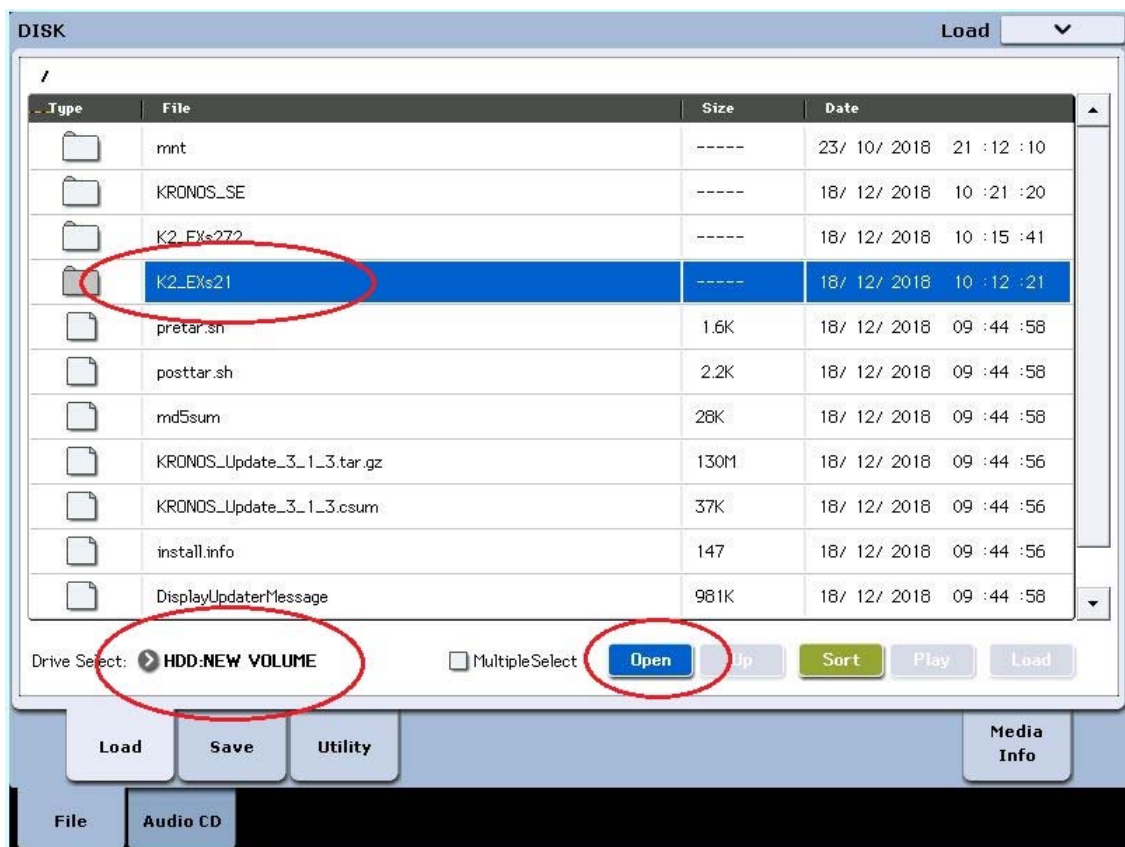 DISK Load
/
Type File Size Date
mnt ----- 23/ 10/ 2018 21 :12 :10
KRONOS_SE ----- 18/ 12/ 2018 10 :21 :20
K2_EXs272 ----- 18/ 12/ 2018 10 :15 :41
K2_EXs21 ----- 18/ 12/ 2018 10 :12 :21
pretar.sh 1.6K 18/ 12/ 2018 09 :44 :58
posttar.sh 2.2K 18/ 12/ 2018 09 :44 :58
md5sum 28K 18/ 12/ 2018 09 :44 :58
KRONOS_Update_3_1_3.tar.gz 130M 18/ 12/ 2018 09 :44 :56
KRONOS_Update_3_1_3.csum 37K 18/ 12/ 2018 09 :44 :56
install.info 147 18/ 12/ 2018 09 :44 :56
DisplayUpdaterMessage 981K 18/ 12/ 2018 09 :44 :58
Drive Select: HDD:NEW VOLUME MultipleSelect Open Up Sort Play Load
Load Save Utility Media
Info
File Audio CD